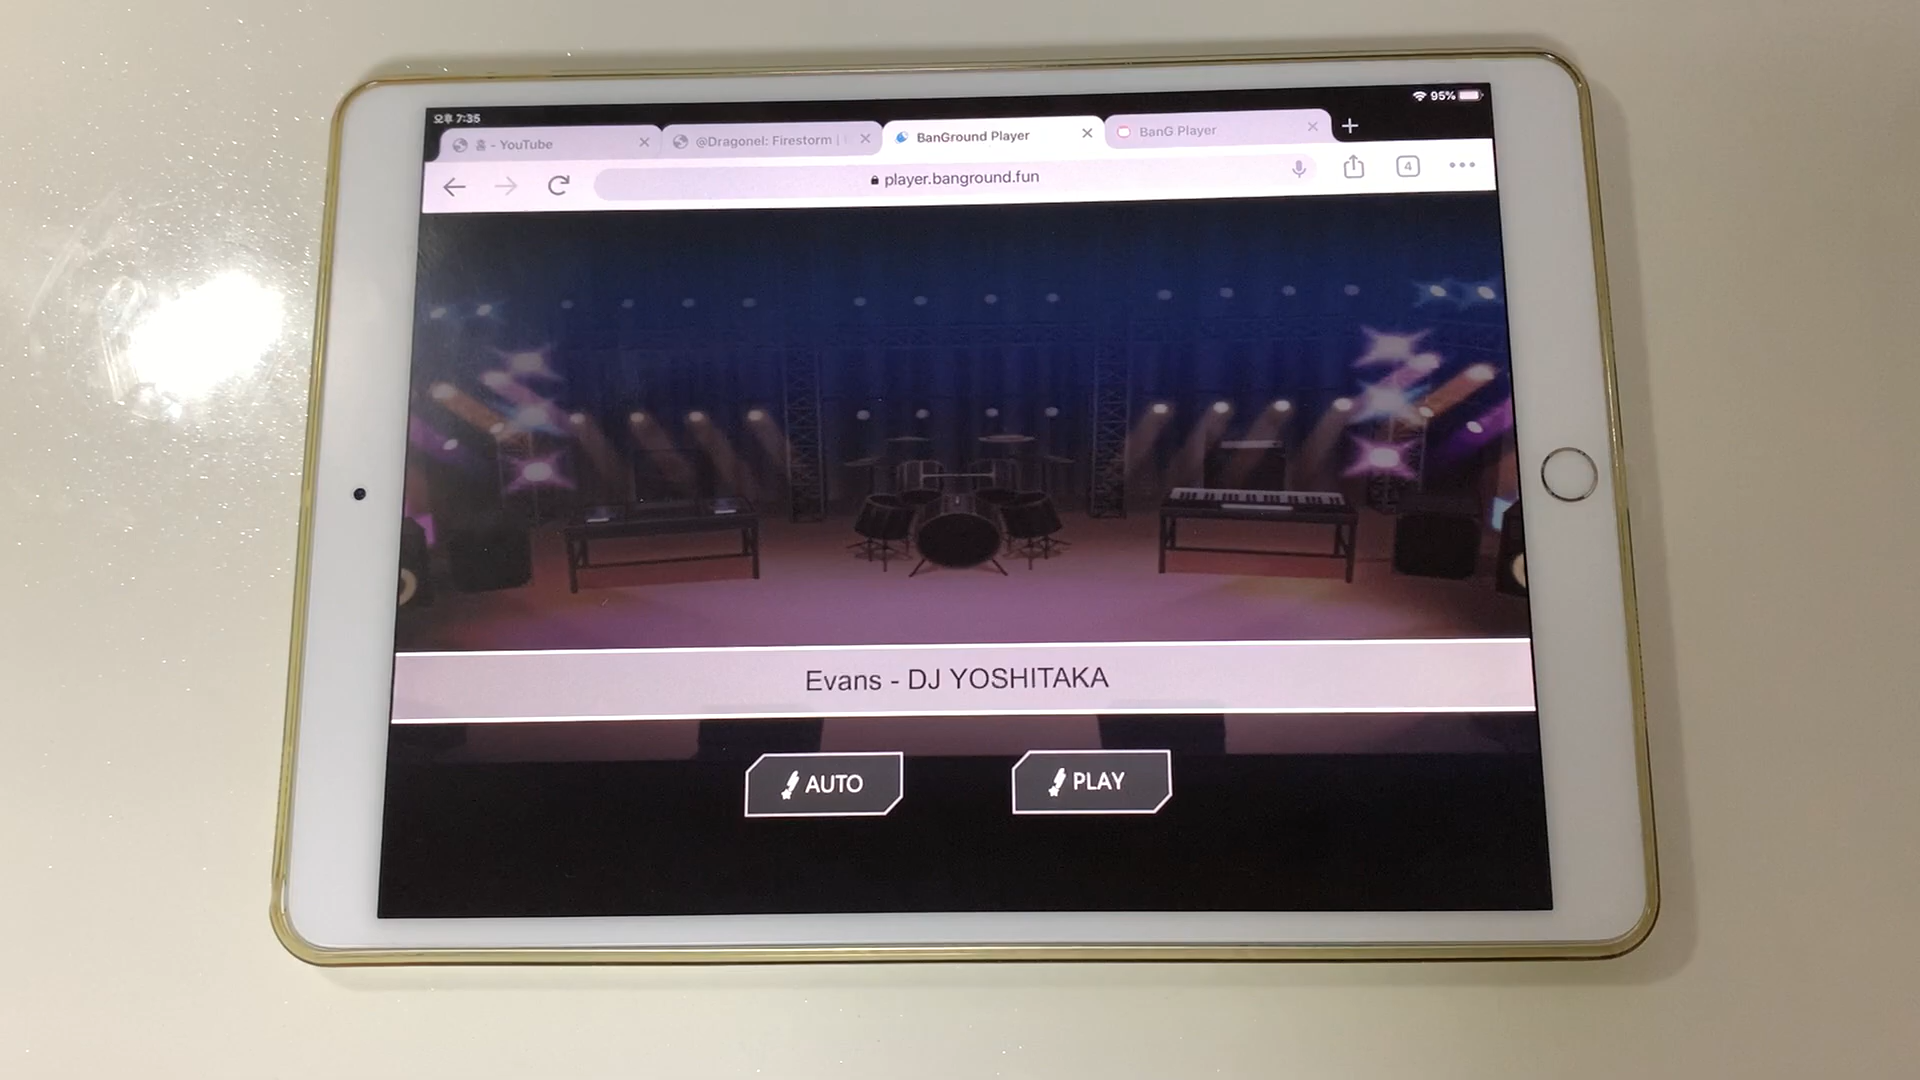 오후 7:35
95%
홈 - YouTube
@Dragonel: Firestorm |
BanGround Player
BanG Player
player.banground.fun
4
Evans - DJ YOSHITAKA
AUTO
PLAY